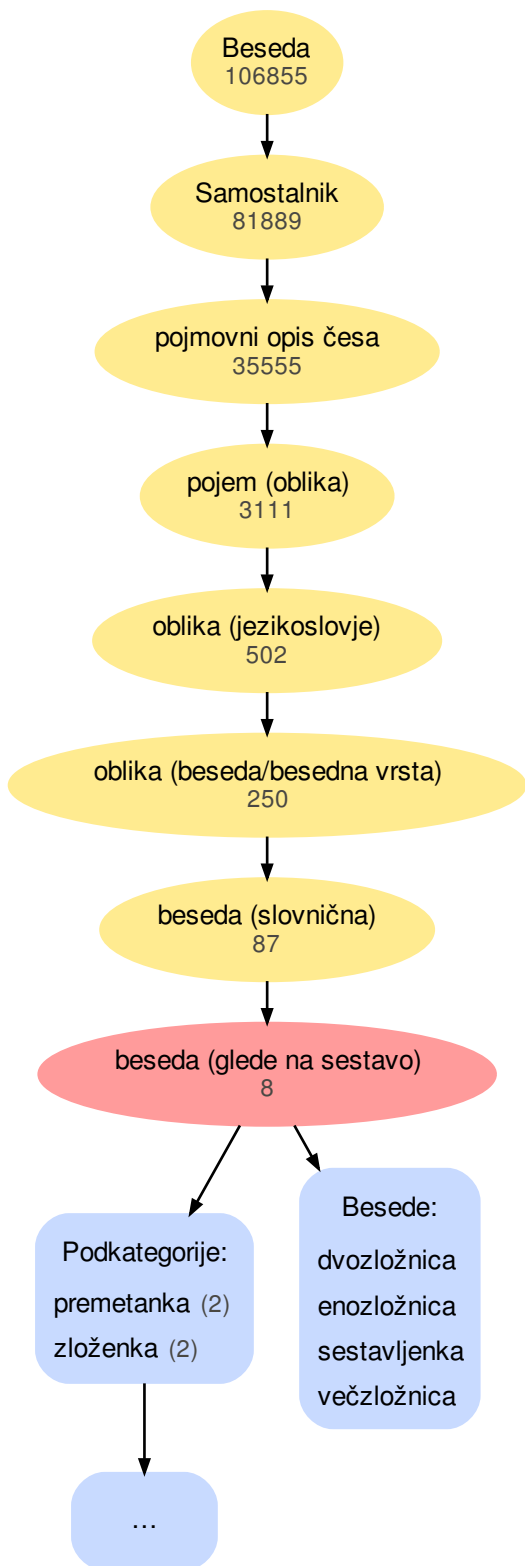 Beseda
106855
Samostalnik
81889
pojmovni opis česa
35555
pojem (oblika)
3111
oblika (jezikoslovje)
502
oblika (beseda/besedna vrsta)
250
beseda (slovnična)
87
beseda (glede na sestavo)
8
Podkategorije:
premetanka (2)
zloženka (2)
...
Besede:
dvozložnica
enozložnica
sestavljenka
večzložnica